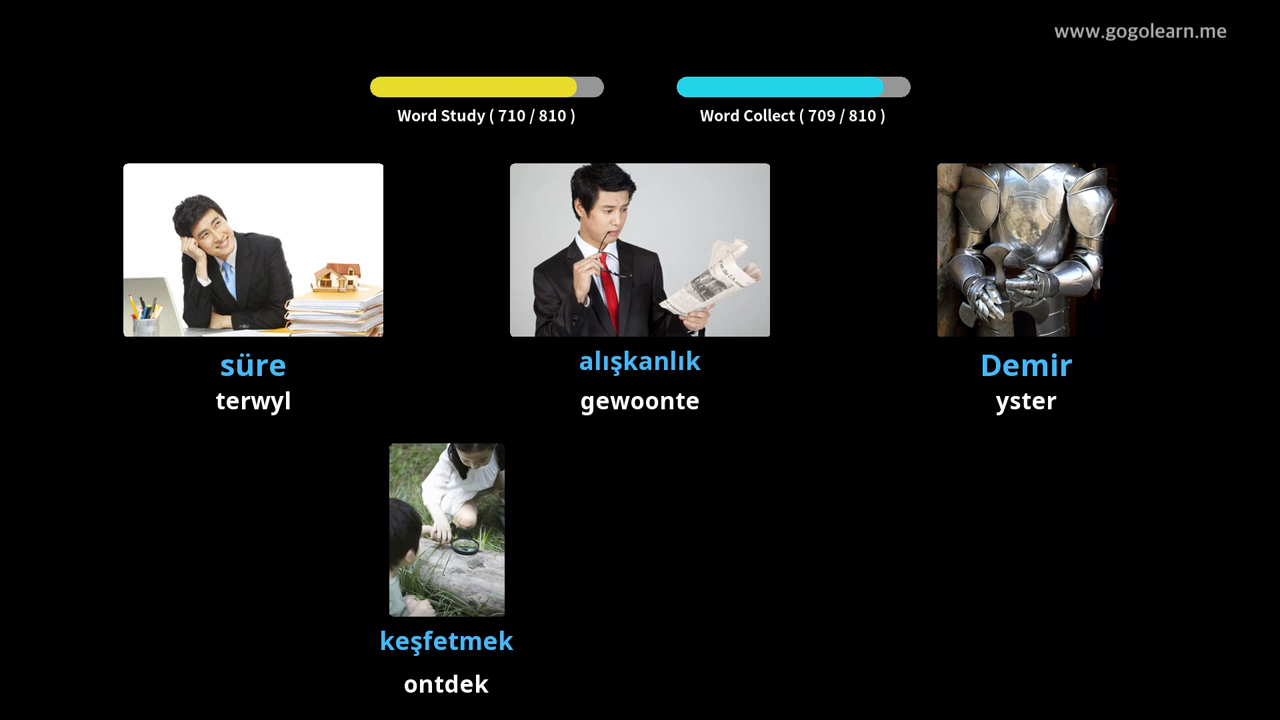 www.gogolearn.me
Word Study ( 710 / 810 )
Word Collect ( 709 / 810 )
süre
terwyl
alışkanlık
gewoonte
Demir
yster
keşfetmek
ontdek